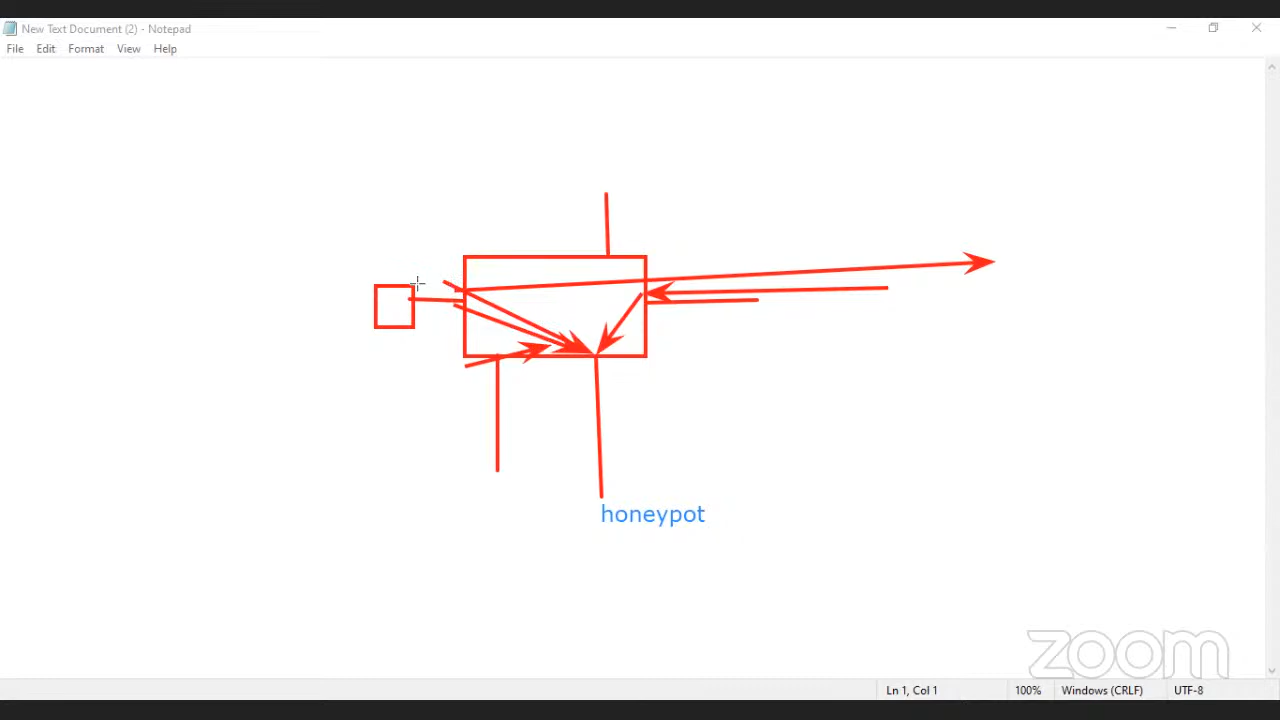 New Text Document (2) - Notepad
File Edit Format View Help
honeypot
zoom
Ln 1, Col 1 100% Windows (CRLF) UTF-8